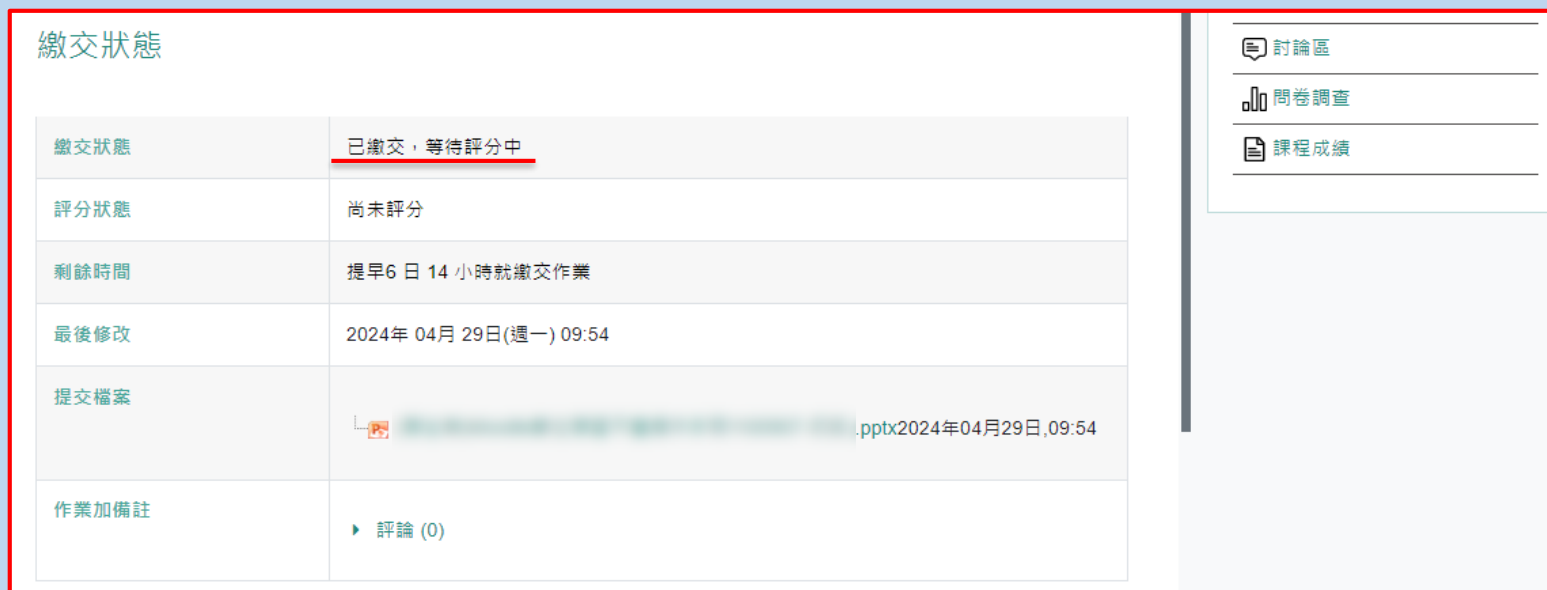 繳交狀態
繳交狀態 已繳交，等待評分中
評分狀態 尚未評分
剩餘時間 提早6 日 14 小時就繳交作業
最後修改 2024年 04月 29日(週一) 09:54
提交檔案
.pptx2024年04月29日,09:54
作業加備註
評論 (0)
討論區
問卷調查
課程成績